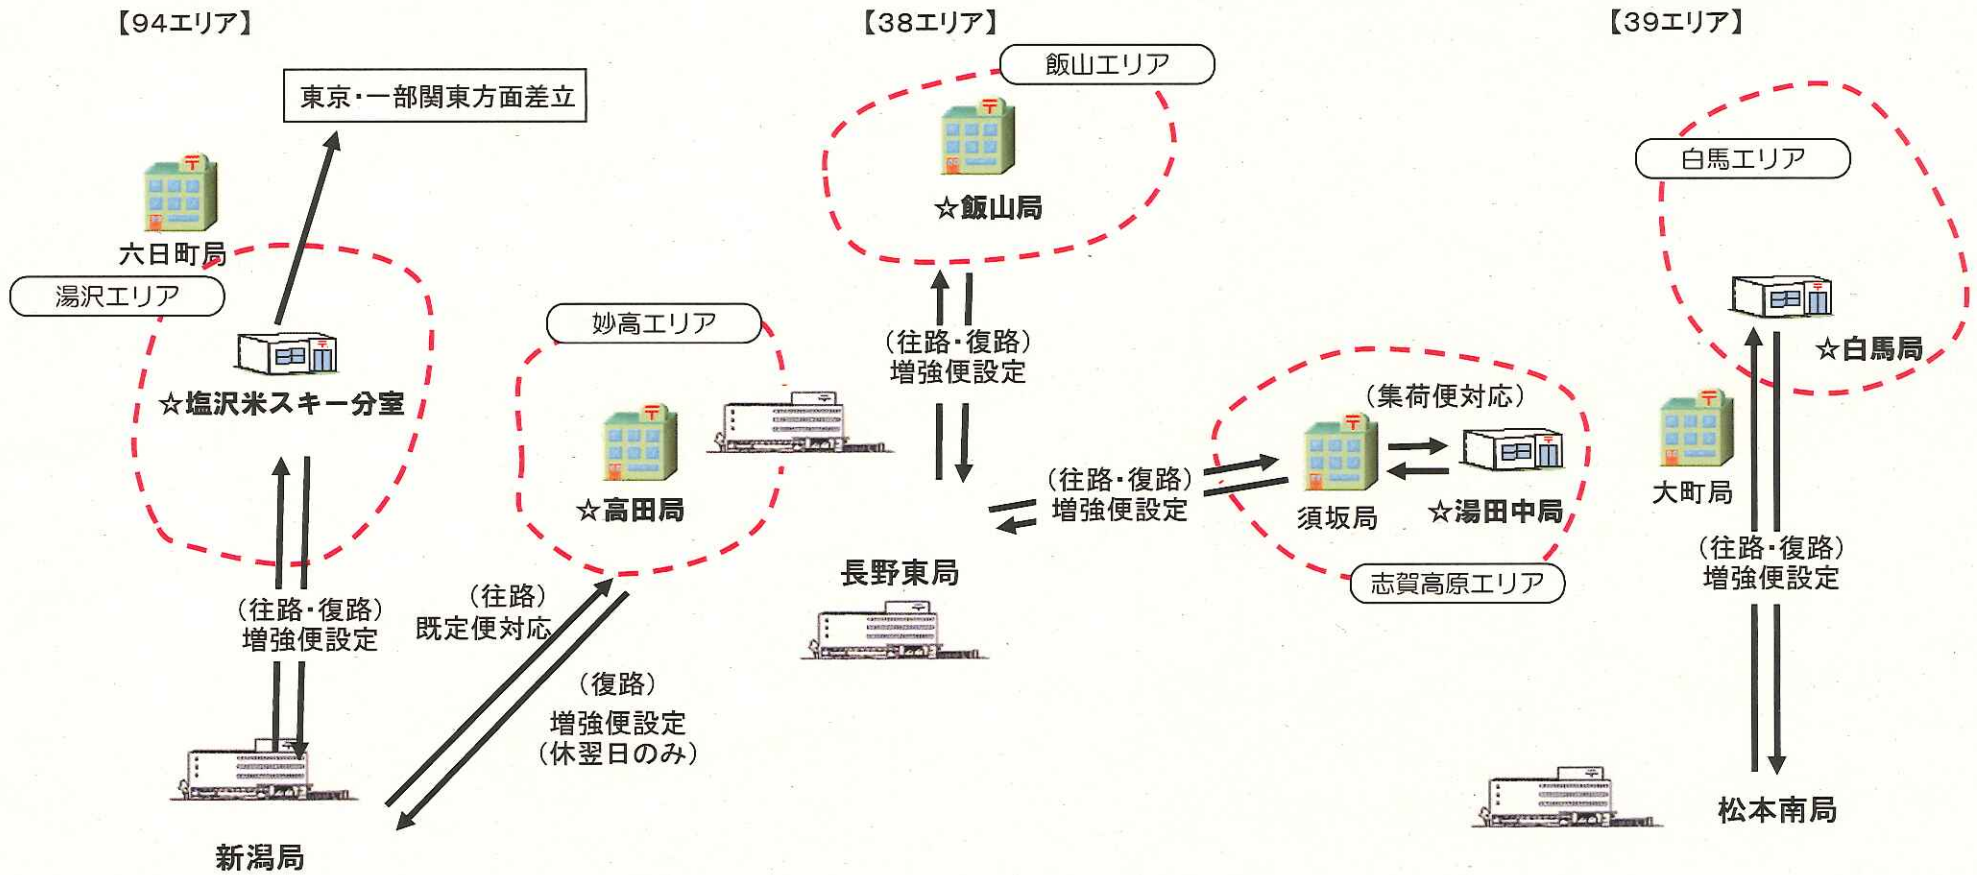 【94エリア】
東京・一部関東方面差立
六日町局
湯沢エリア
☆塩沢米スキー分室
(往路・復路)
増強便設定
新潟局
妙高エリア
☆高田局
(往路)
既定便対応
(復路)
増強便設定
(休翌日のみ)
【38エリア】
飯山エリア
☆飯山局
(往路・復路)
増強便設定
長野東局
(往路・復路)
増強便設定
(集荷便対応)
須坂局
☆湯田中局
志賀高原エリア
【39エリア】
白馬エリア
☆白馬局
大町局
(往路・復路)
増強便設定
松本南局